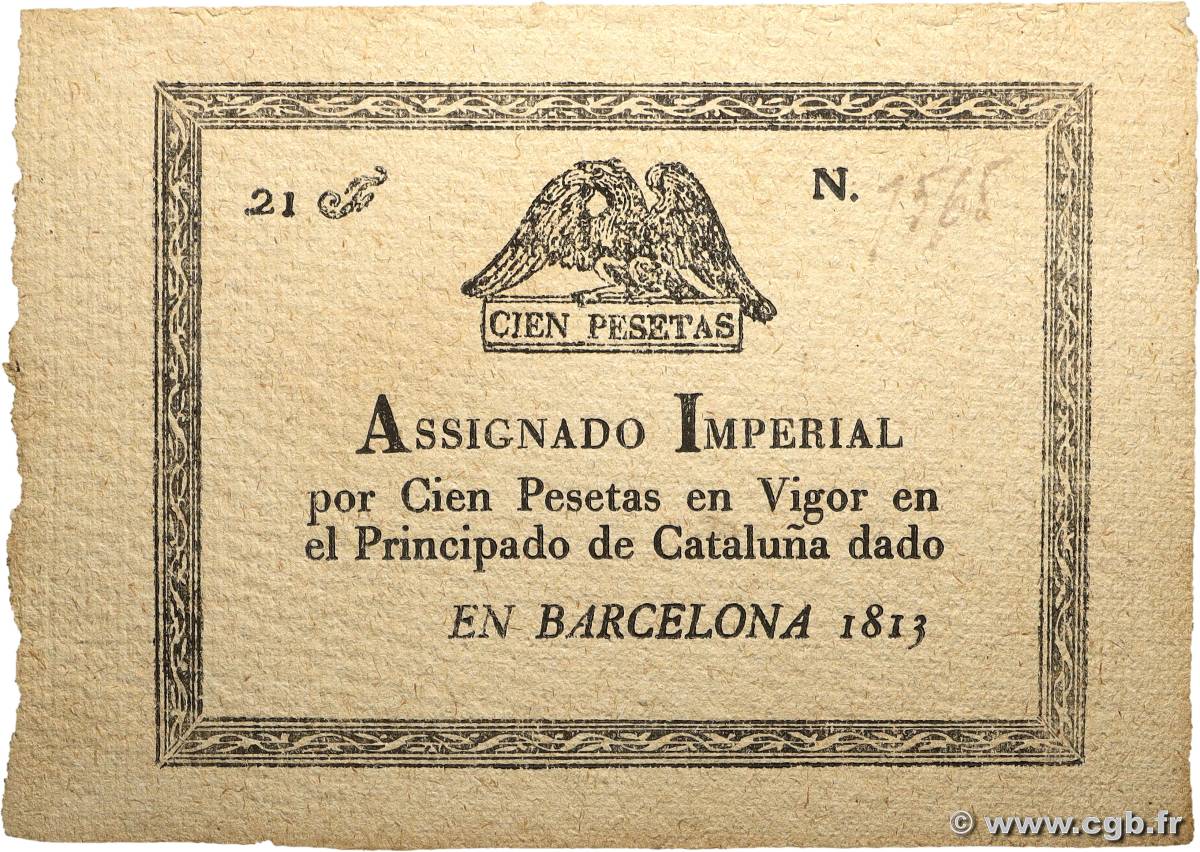 21 N. 1565
CIEN PESETAS
ASSIGNADO IMPERIAL
por Cien Pesetas en Vigor en
el Principado de Cataluña dado
EN BARCELONA 1813
© www.cgb.fr